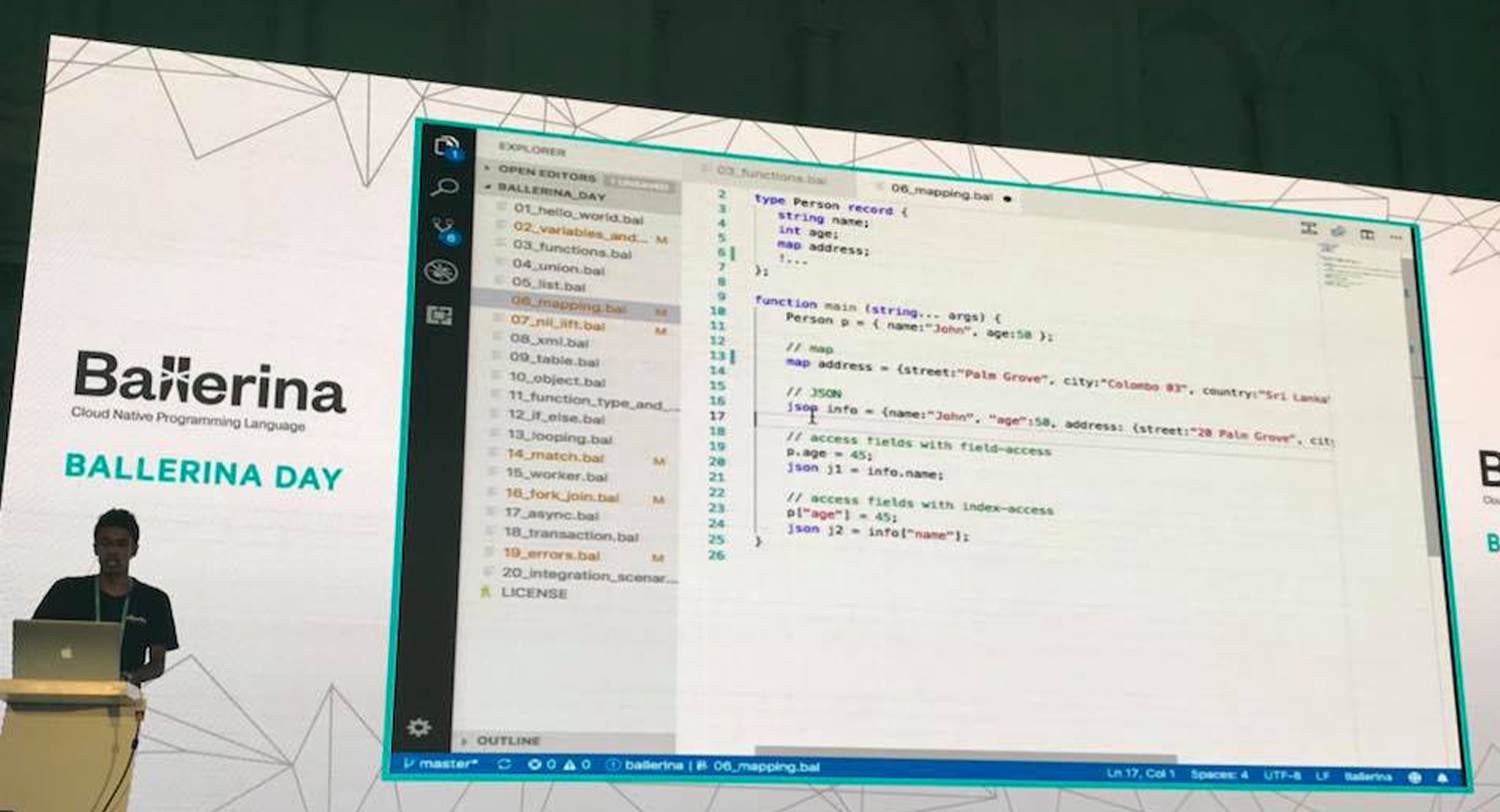 Ballerina
Cloud Native Programming Language
BALLERINA DAY
1
6
EXPLORER
OPEN EDITORS 1 UNSAVED
BALLERINA_DAY
01_hello_world.bal
02_variables_and... M
03_functions.bal
04_union.bal
05_list.bal
06_mapping.bal M
07_nil_lift.bal M
08_xml.bal
09_table.bal
10_object.bal
11_function_type_and_...
12_if_else.bal
13_looping.bal
14_match.bal M
15_worker.bal
16_fork_join.bal M
17_async.bal
18_transaction.bal
19_errors.bal M
20_integration_scenar...
LICENSE
OUTLINE
03_functions.bal
06_mapping.bal
2 type Person record {
3 string name;
4 int age;
5 map address;
6 !...
7 };
8
9 function main (string... args) {
10 Person p = { name:"John", age:50 };
11
12 // map
13 map address = {street:"Palm Grove", city:"Colombo 03", country:"Sri Lanka"
14
15 // JSON
16 json info = {name:"John", "age":50, address: {street:"20 Palm Grove", cit
17
18 // access fields with field-access
19 p.age = 45;
20 json j1 = info.name;
21
22 // access fields with index-access
23 p["age"] = 45;
24 json j2 = info["name"];
25 }
26
master* 0 0 ballerina | 06_mapping.bal
Ln 17, Col 1 Spaces: 4 UTF-8 LF Ballerina